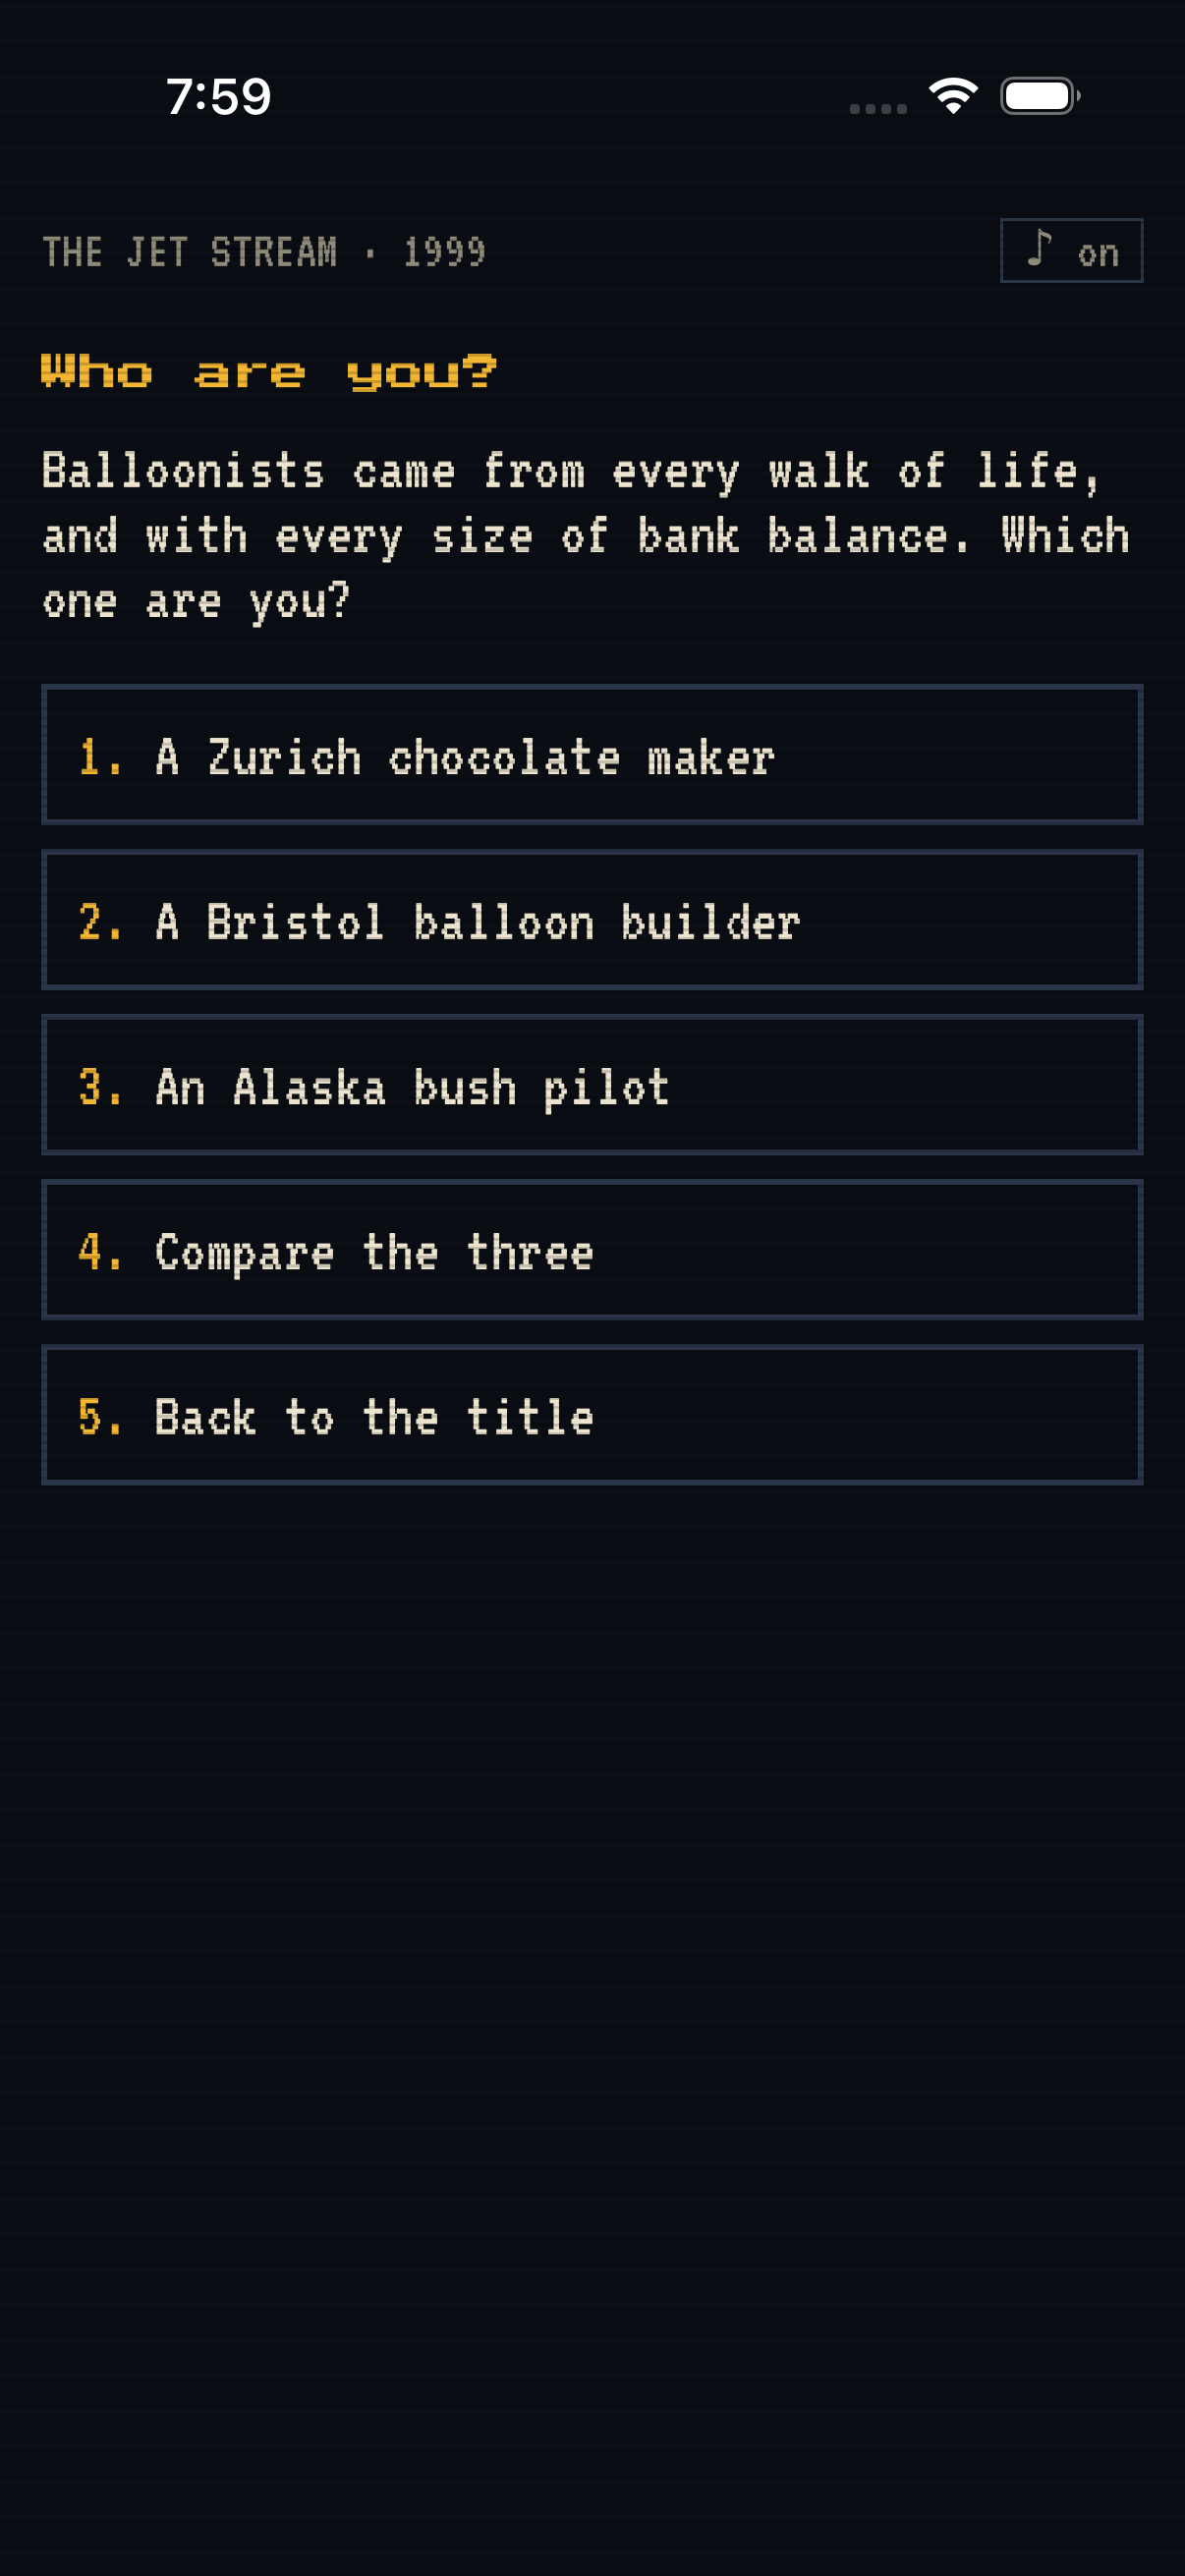 7:59
THE JET STREAM · 1999
♪ on
Who are you?
Balloonists came from every walk of life,
and with every size of bank balance. Which
one are you?
1. A Zurich chocolate maker
2. A Bristol balloon builder
3. An Alaska bush pilot
4. Compare the three
5. Back to the title